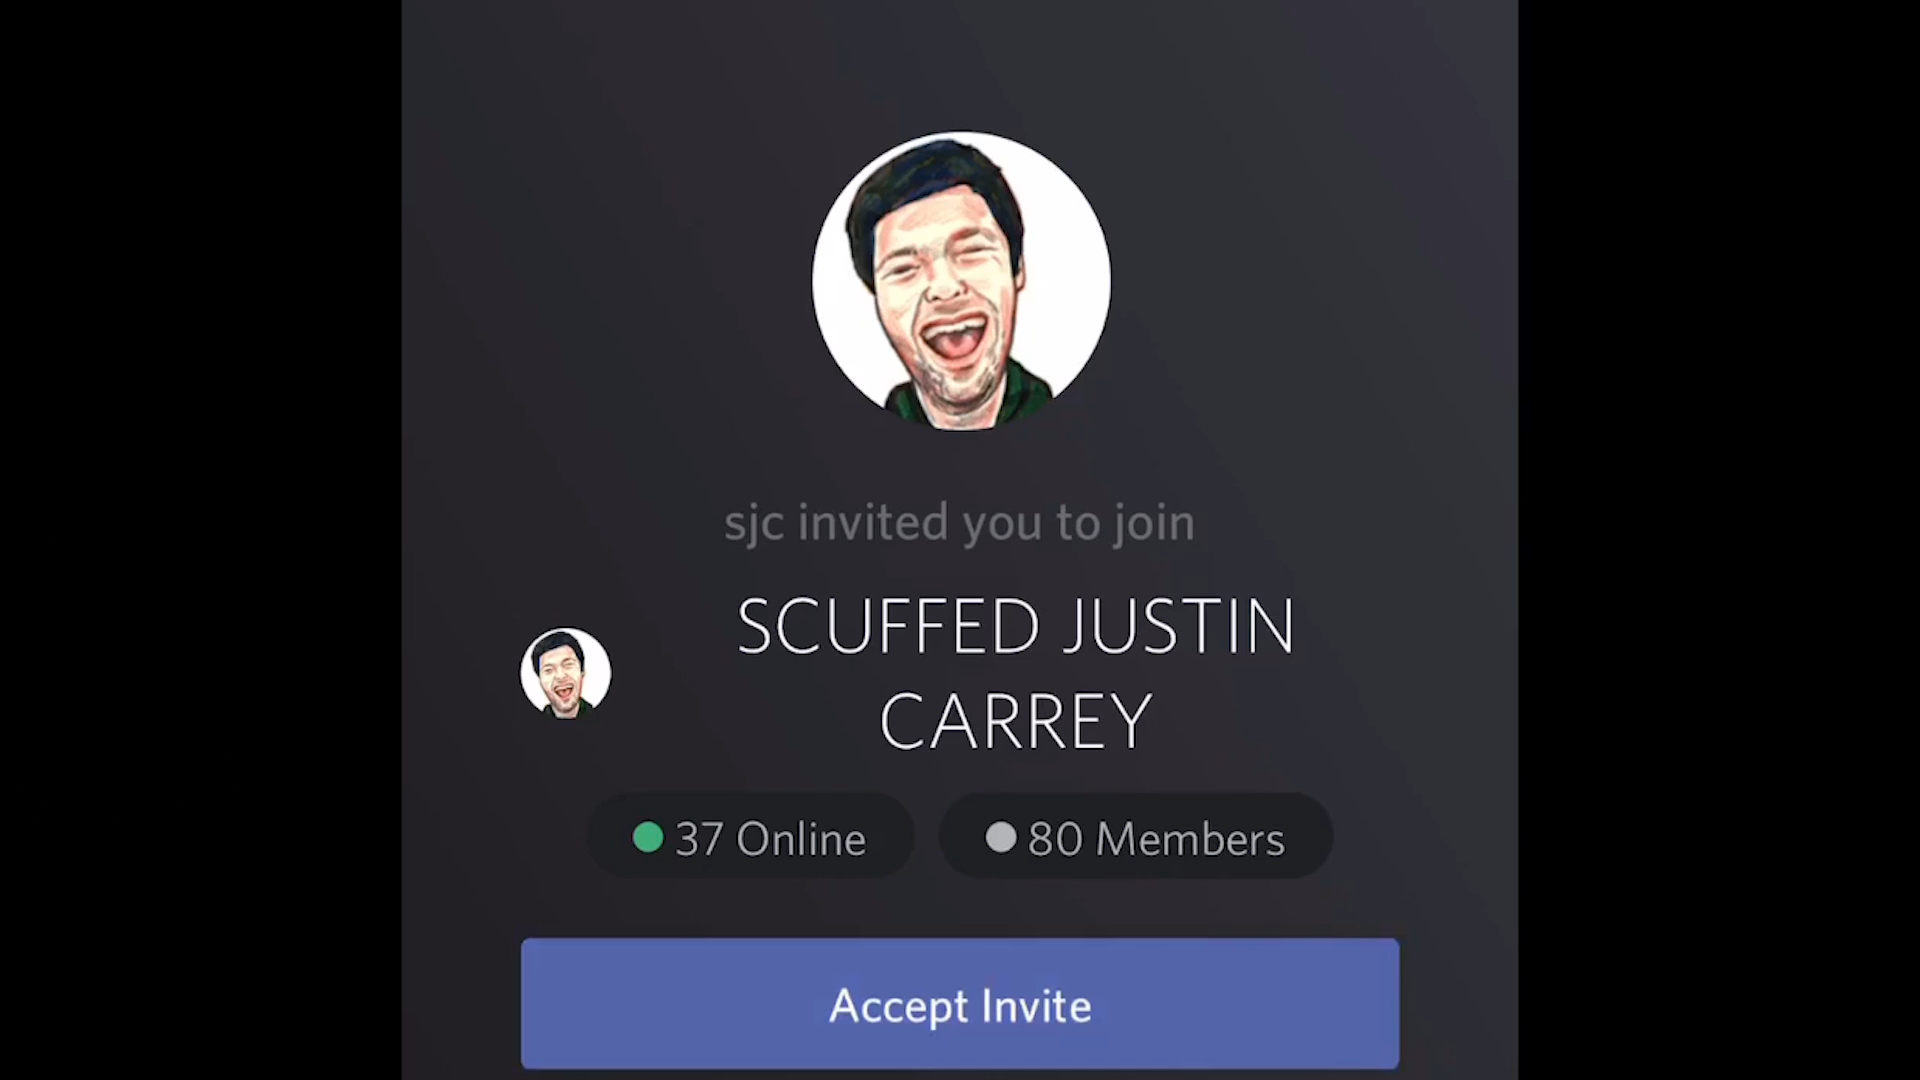 sjc invited you to join
SCUFFED JUSTIN
CARREY
37 Online
80 Members
Accept Invite